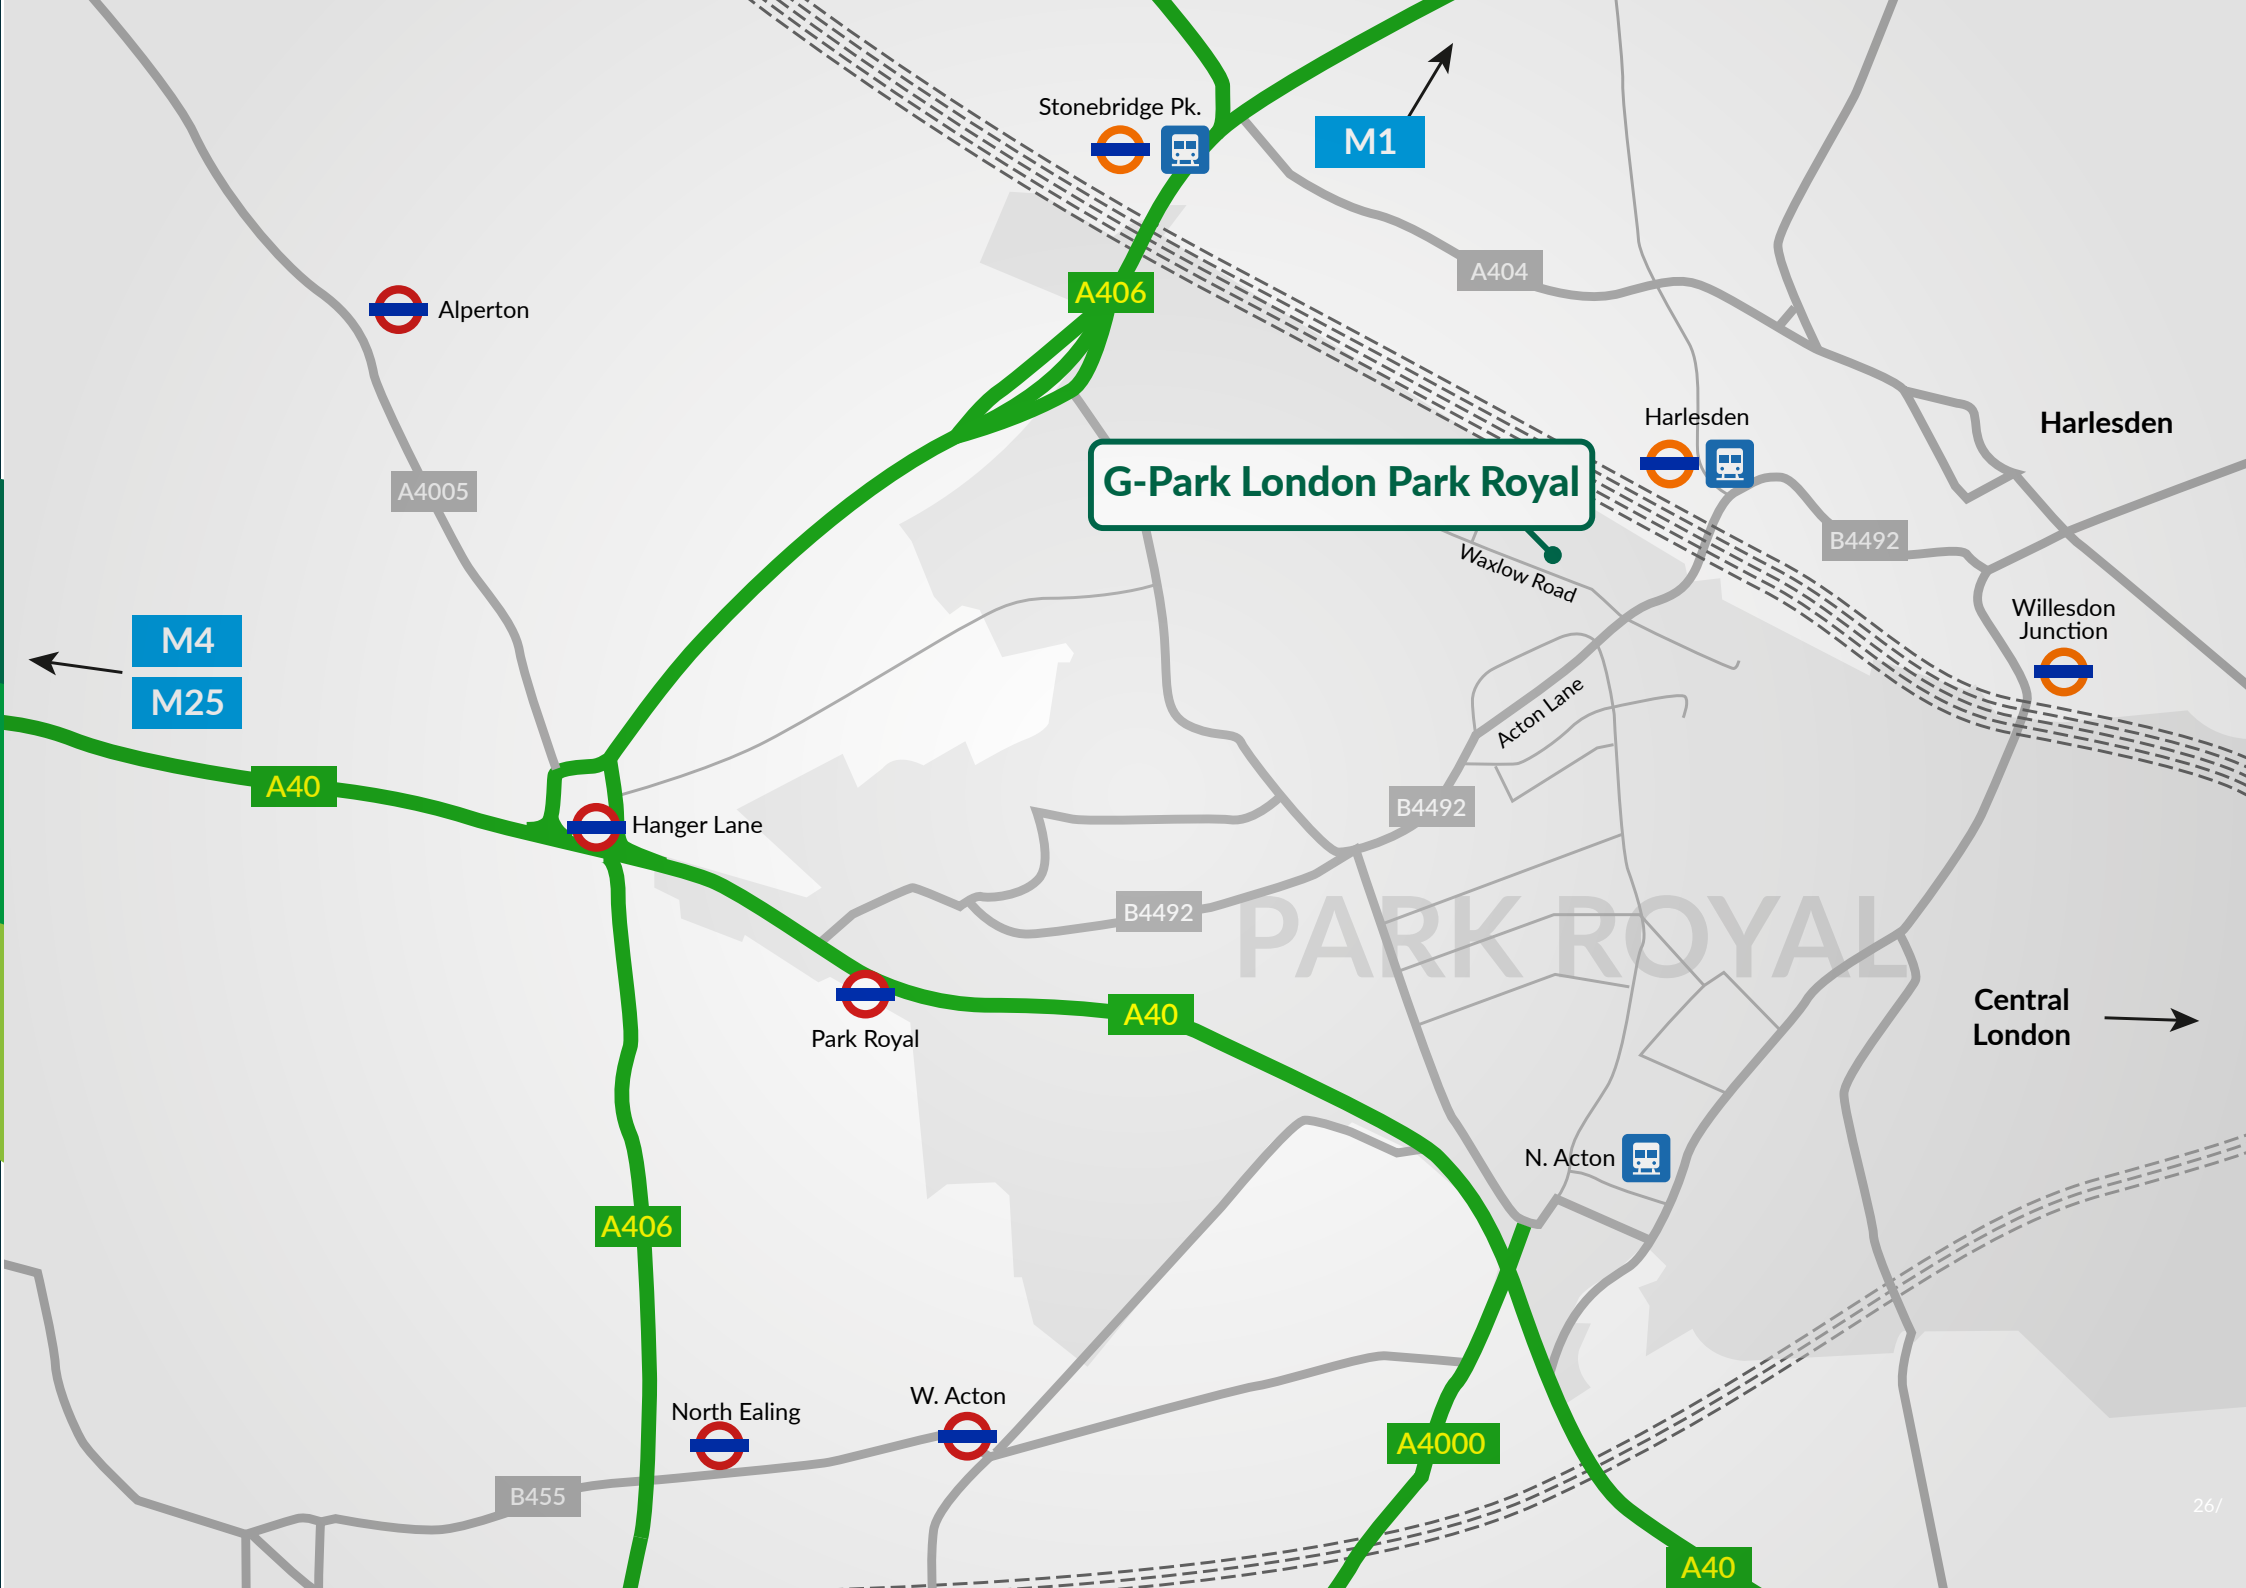 Stonebridge Pk.
M1
A404
A406
Alperton
Harlesden
Harlesden
G-Park London Park Royal
A4005
B4492
Waxlow Road
Willesdon
Junction
M4
M25
Acton Lane
A40
B4492
Hanger Lane
B4492
PARK ROYAL
Central
London
A40
Park Royal
N. Acton
A406
W. Acton
North Ealing
A4000
B455
26/
A40